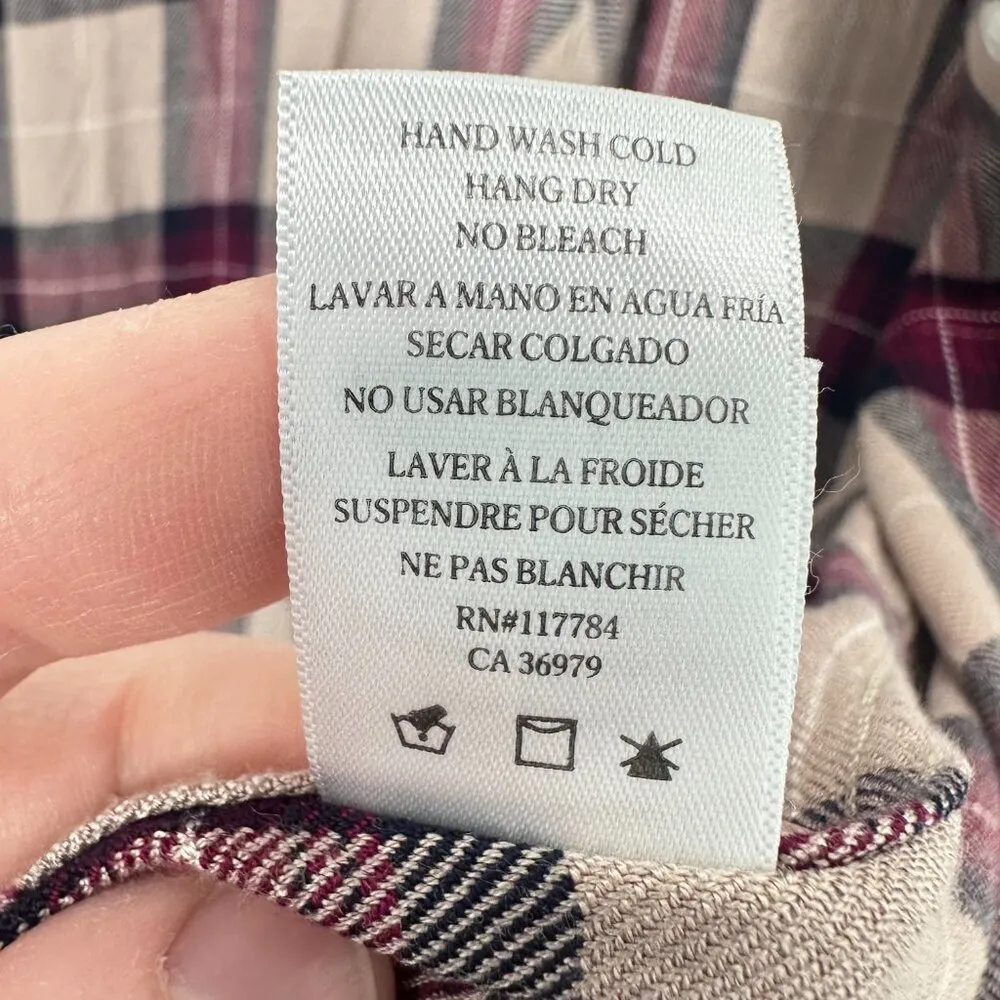 HAND WASH COLD
HANG DRY
NO BLEACH
LAVAR A MANO EN AGUA FRÍA
SECAR COLGADO
NO USAR BLANQUEADOR
LAVER À LA FROIDE
SUSPENDRE POUR SÉCHER
NE PAS BLANCHIR
RN#117784
CA 36979